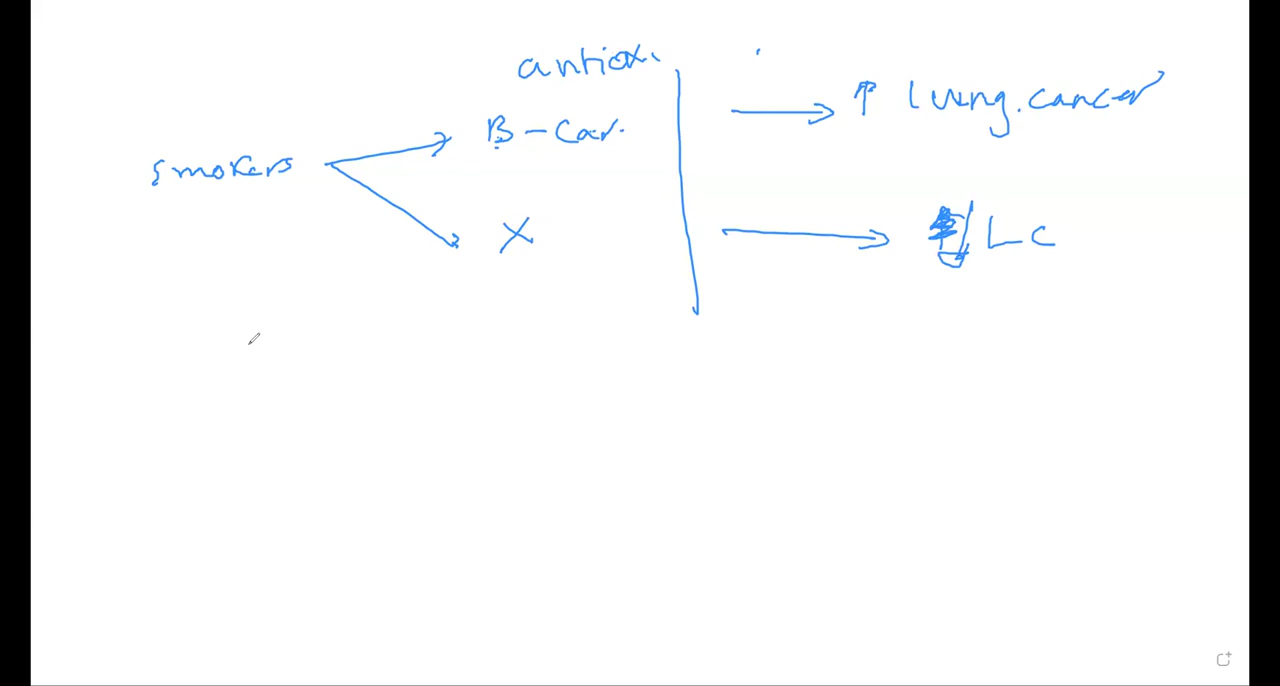 antiox.
↑ lung.cancer
B-Car.
smokers
X
LC